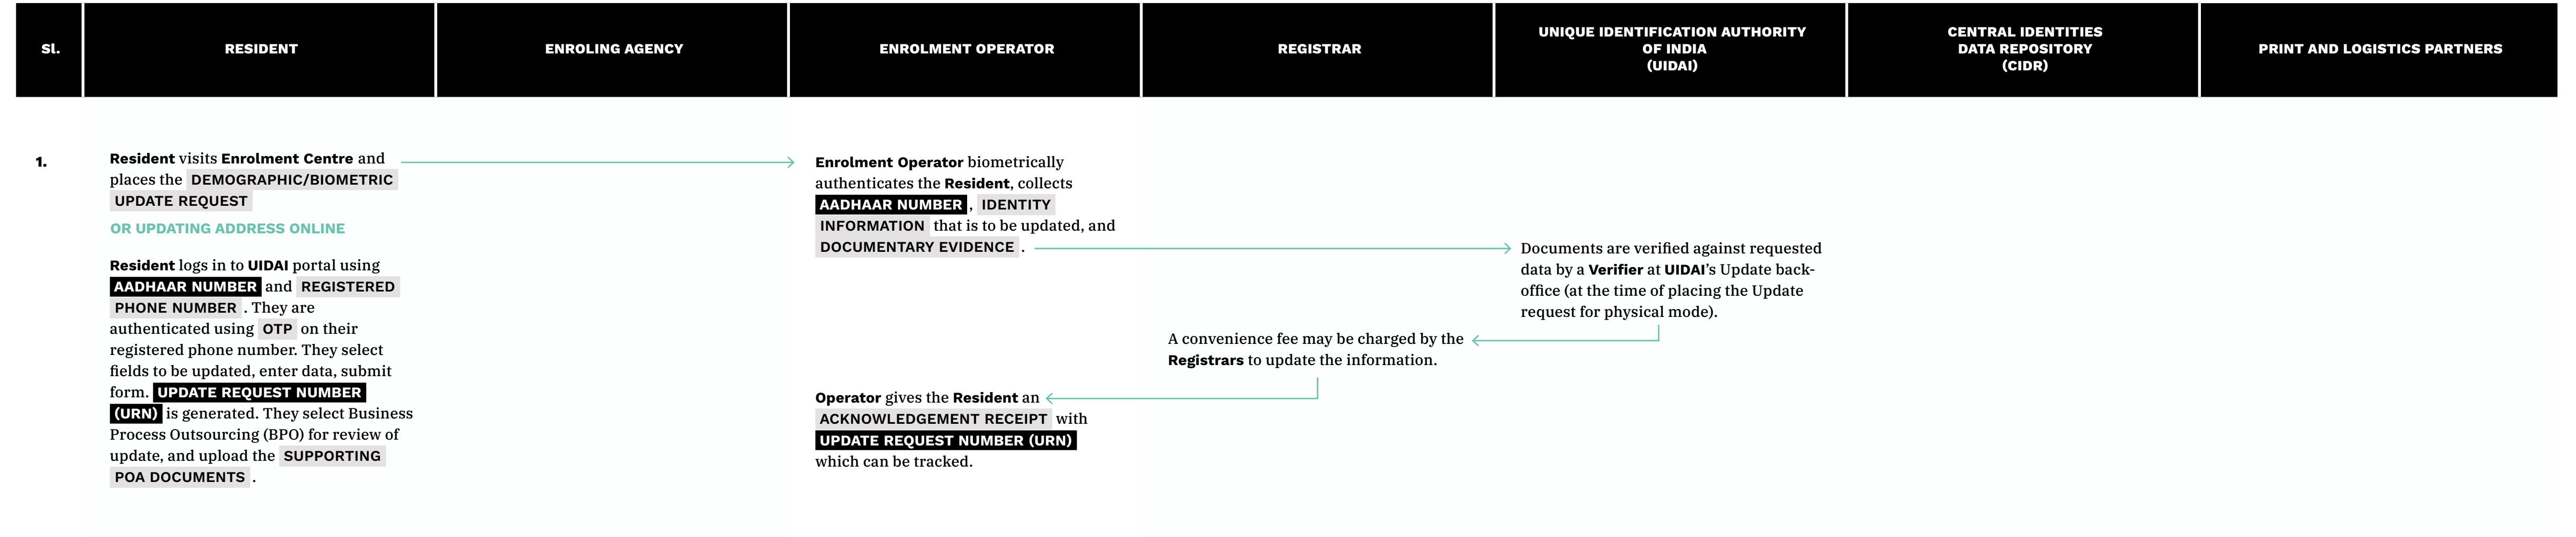 Sl.
RESIDENT
ENROLING AGENCY
ENROLMENT OPERATOR
REGISTRAR
UNIQUE IDENTIFICATION AUTHORITY
OF INDIA
(UIDAI)
CENTRAL IDENTITIES
DATA REPOSITORY
(CIDR)
PRINT AND LOGISTICS PARTNERS
1.
Resident visits Enrolment Centre and
places the DEMOGRAPHIC/BIOMETRIC
UPDATE REQUEST
OR UPDATING ADDRESS ONLINE
Resident logs in to UIDAI portal using
AADHAAR NUMBER and REGISTERED
PHONE NUMBER . They are
authenticated using OTP on their
registered phone number. They select
fields to be updated, enter data, submit
form. UPDATE REQUEST NUMBER
(URN) is generated. They select Business
Process Outsourcing (BPO) for review of
update, and upload the SUPPORTING
POA DOCUMENTS .
Enrolment Operator biometrically
authenticates the Resident, collects
AADHAAR NUMBER , IDENTITY
INFORMATION that is to be updated, and
DOCUMENTARY EVIDENCE .
Documents are verified against requested
data by a Verifier at UIDAI's Update back-
office (at the time of placing the Update
request for physical mode).
A convenience fee may be charged by the
Registrars to update the information.
Operator gives the Resident an
ACKNOWLEDGEMENT RECEIPT with
UPDATE REQUEST NUMBER (URN)
which can be tracked.